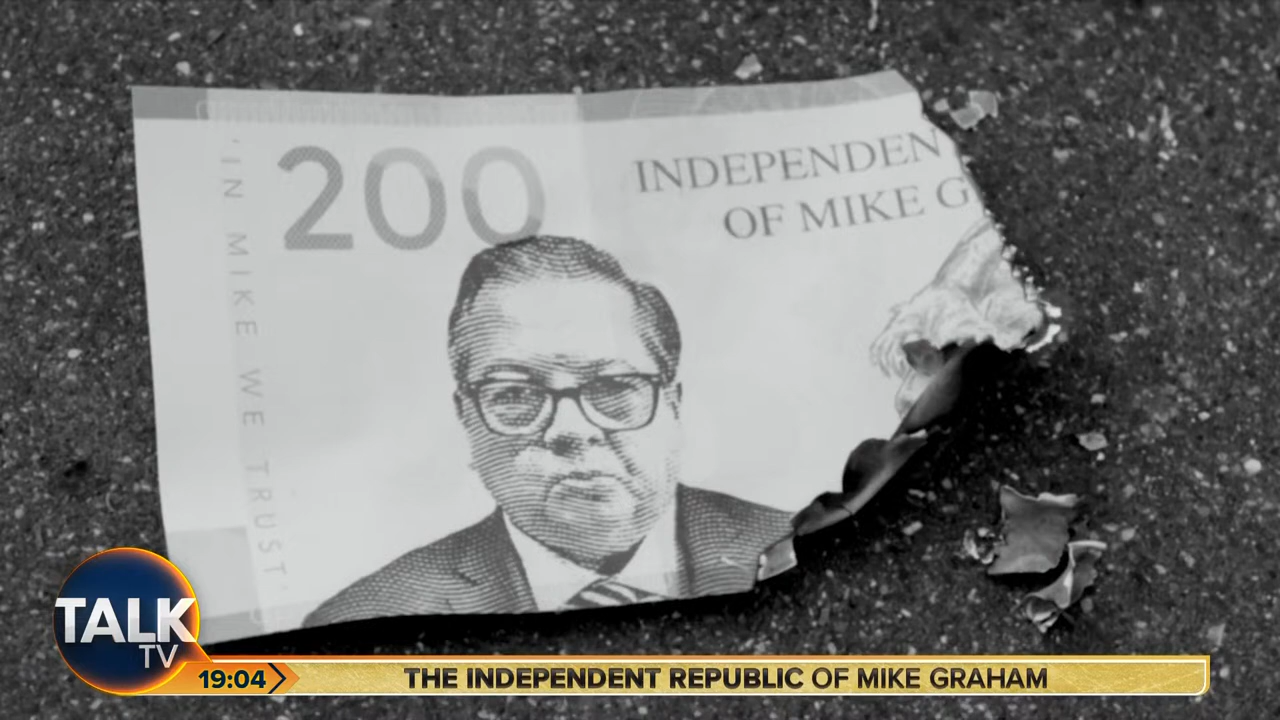 200
INDEPENDEN
OF MIKE G
'IN MIKE WE TRUST'
TALK
TV
19:04
THE INDEPENDENT REPUBLIC OF MIKE GRAHAM